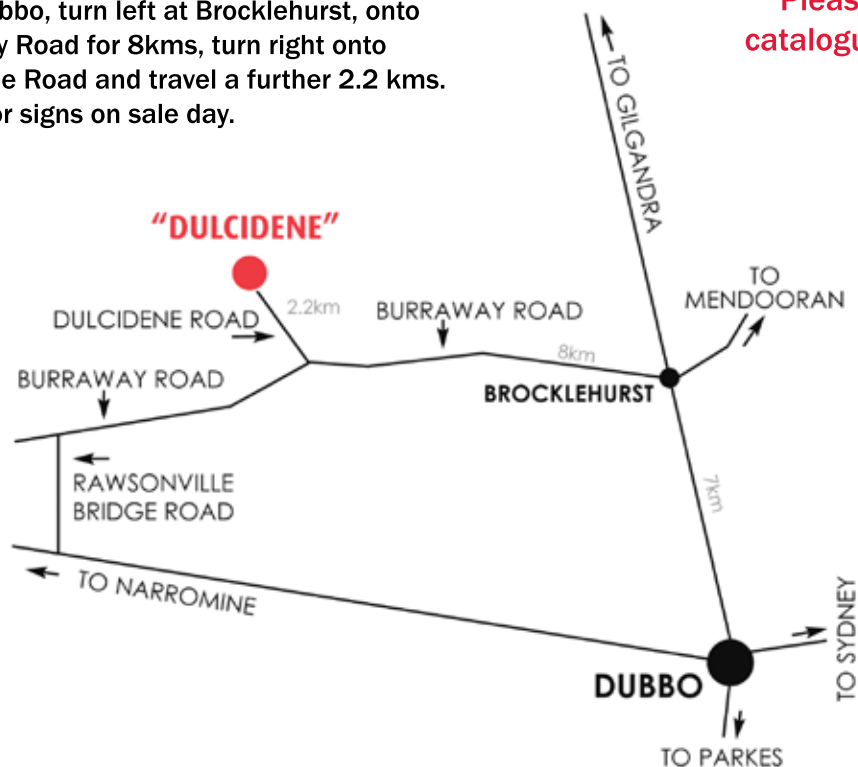 bbo, turn left at Brocklehurst, onto
y Road for 8kms, turn right onto
e Road and travel a further 2.2 kms.
or signs on sale day.
Pleas
catalogu
TO GILGANDRA
"DULCIDENE"
TO
MENDOORAN
2.2km
DULCIDENE ROAD
BURRAWAY ROAD
8km
BURRAWAY ROAD
BROCKLEHURST
RAWSONVILLE
BRIDGE ROAD
7km
TO NARROMINE
TO SYDNEY
DUBBO
TO PARKES